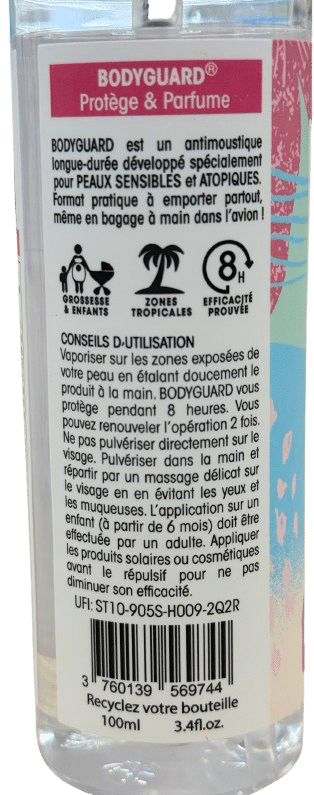 BODYGUARD®
Protège & Parfume
BODYGUARD est un antimoustique
longue-durée développé spécialement
pour PEAUX SENSIBLES et ATOPIQUES.
Format pratique à emporter partout,
même en bagage à main dans l'avion !
8H
GROSSESSE
& ENFANTS
ZONES
TROPICALES
EFFICACITÉ
PROUVÉE
CONSEILS D'UTILISATION
Vaporiser sur les zones exposées de
votre peau en étalant doucement le
produit à la main. BODYGUARD vous
protège pendant 8 heures. Vous
pouvez renouveler l'opération 2 fois.
Ne pas pulvériser directement sur le
visage. Pulvériser dans la main et
répartir par un massage délicat sur
le visage en en évitant les yeux et
les muqueuses. L'application sur un
enfant (à partir de 6 mois) doit être
effectuée par un adulte. Appliquer
les produits solaires ou cosmétiques
avant le répulsif pour ne pas
diminuer son efficacité.
UFI: ST10-905S-H009-2Q2R
3 760139 569744
Recyclez votre bouteille
100ml 3.4fl.oz.